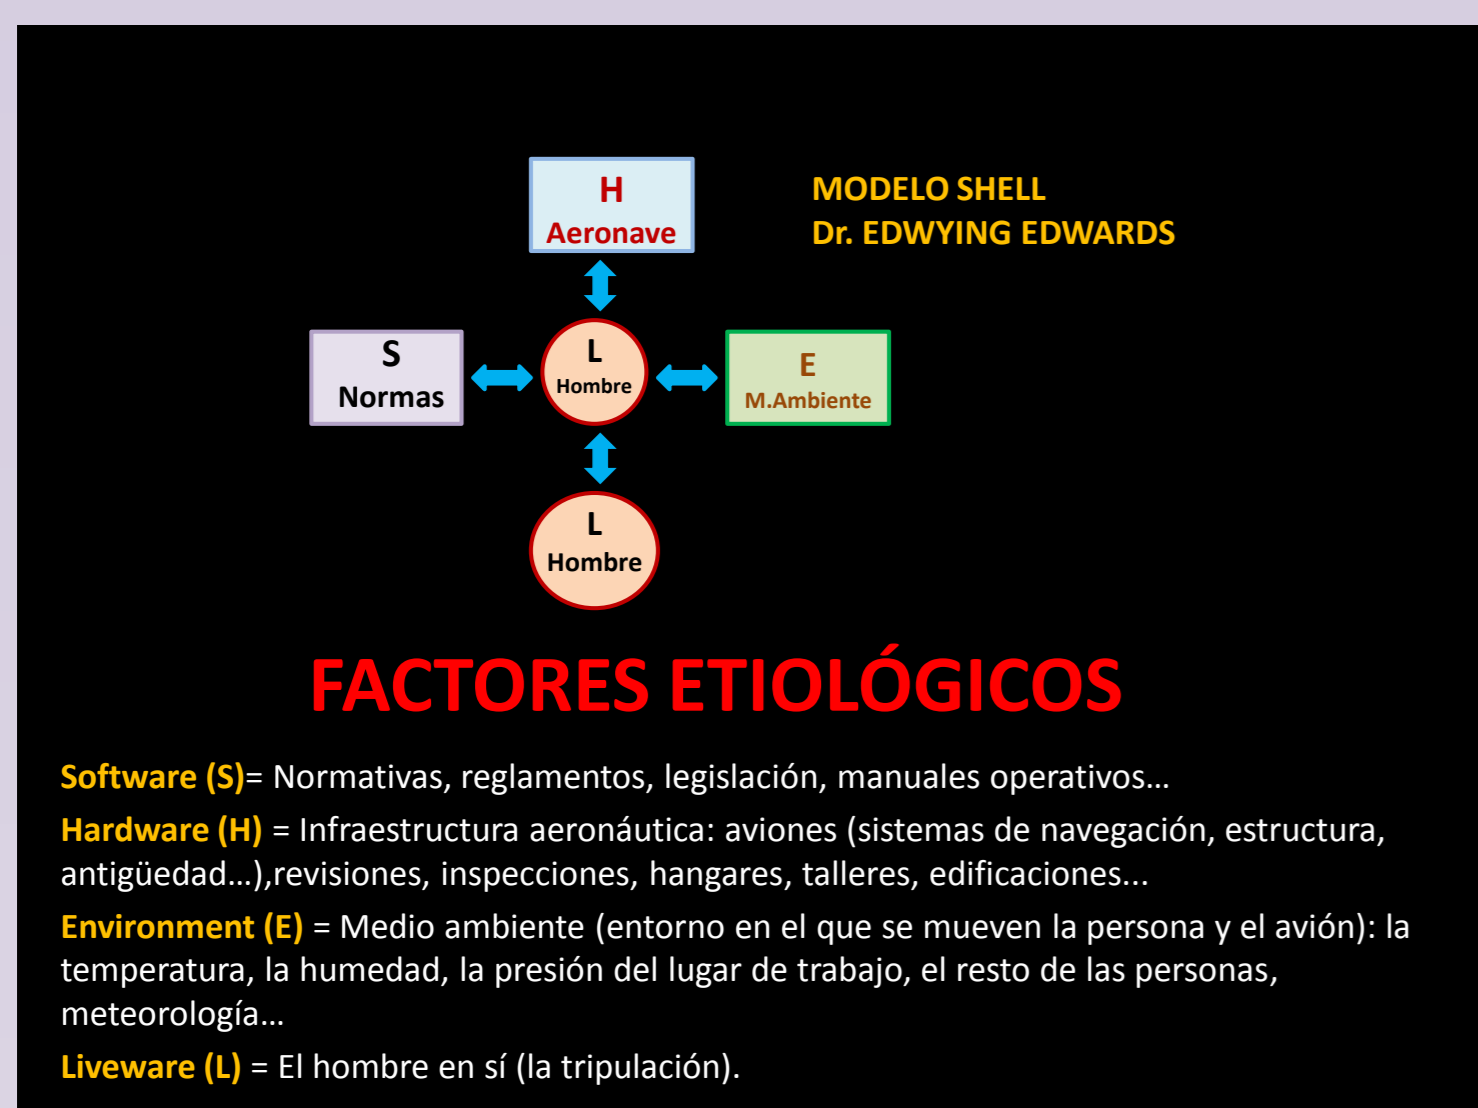 H
Aeronave
MODELO SHELL
Dr. EDWYING EDWARDS
S
Normas
L
Hombre
E
M.Ambiente
L
Hombre
FACTORES ETIOLÓGICOS
Software (S)= Normativas, reglamentos, legislación, manuales operativos…
Hardware (H) = Infraestructura aeronáutica: aviones (sistemas de navegación, estructura,
antigüedad…),revisiones, inspecciones, hangares, talleres, edificaciones...
Environment (E) = Medio ambiente (entorno en el que se mueven la persona y el avión): la
temperatura, la humedad, la presión del lugar de trabajo, el resto de las personas,
meteorología…
Liveware (L) = El hombre en sí (la tripulación).